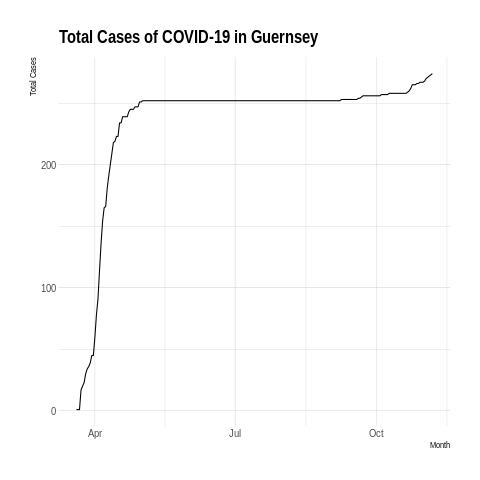 Total Cases of COVID-19 in Guernsey
Total Cases
200
100
0
Apr Jul Oct
Month